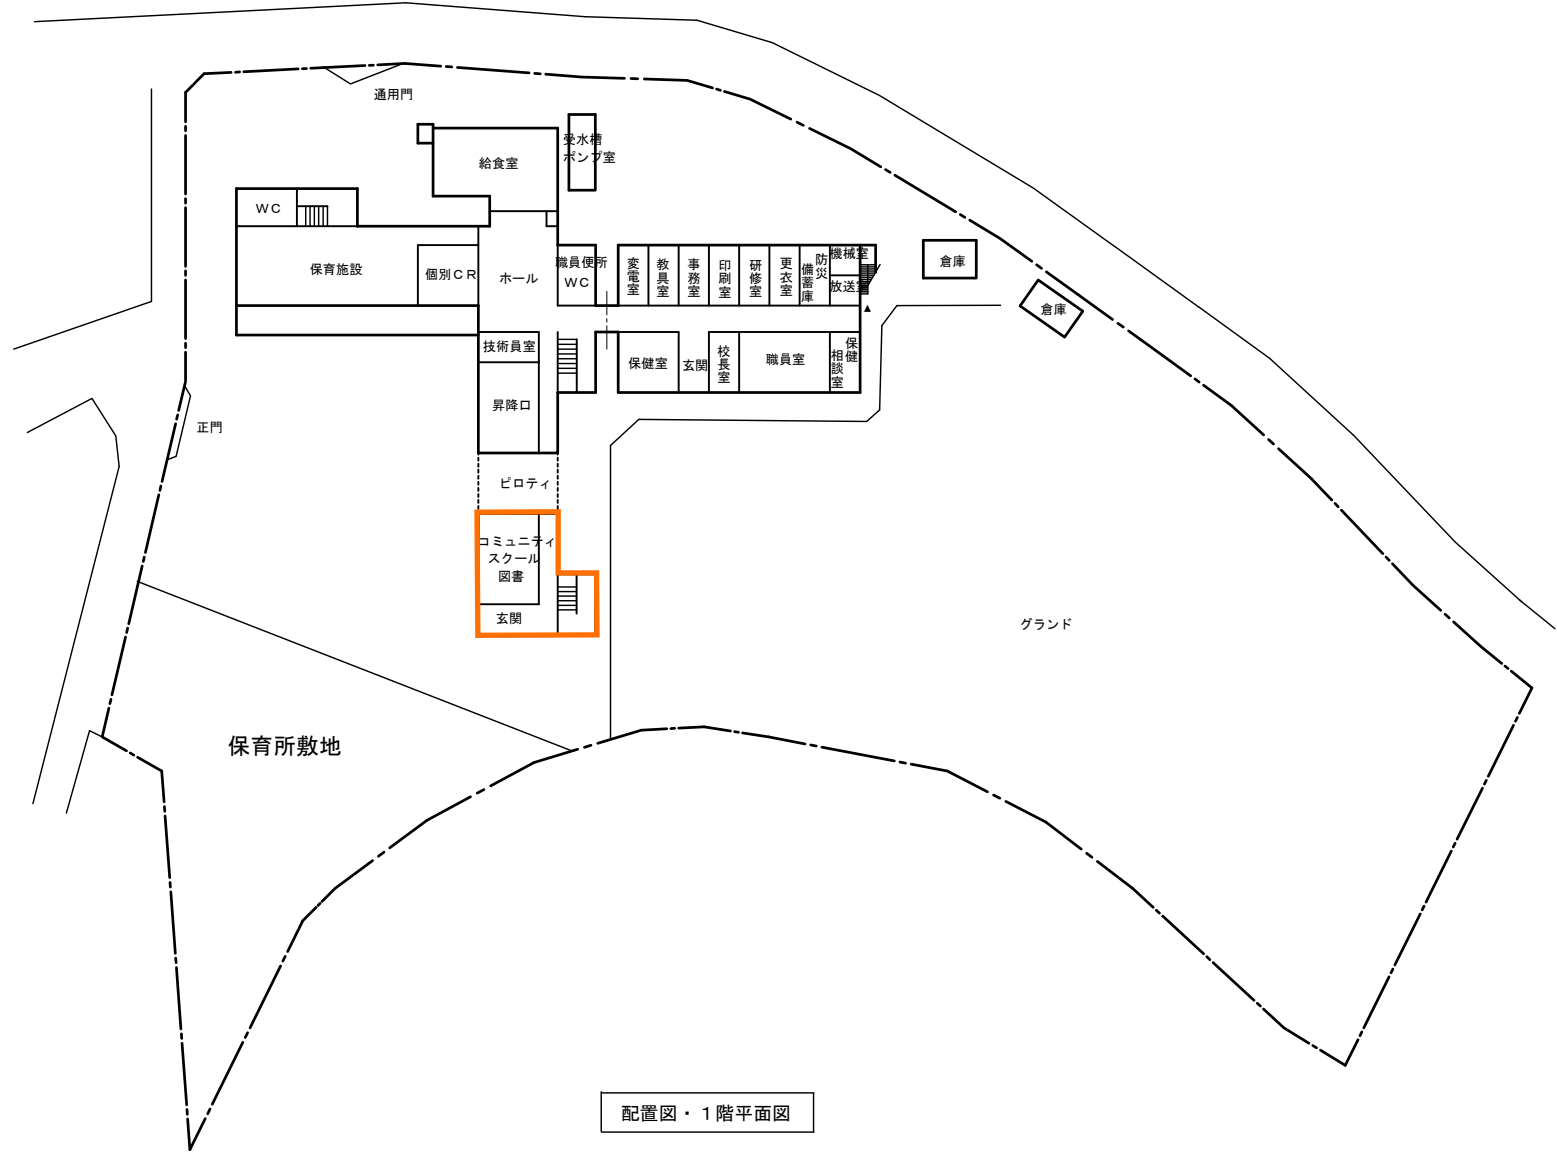 通用門
受水槽
ポンプ室
給食室
ＷＣ
保育施設
個別ＣＲ
ホール
職員便所
ＷＣ
変電室
教具室
事務室
印刷室
研修室
更衣室
防災
備蓄庫
機械室
放送室
倉庫
倉庫
技術員室
保健室
玄関
校長室
職員室
保健
相談室
昇降口
正門
ピロティ
コミュニティ
スクール
図書
玄関
グランド
保育所敷地
配置図・１階平面図